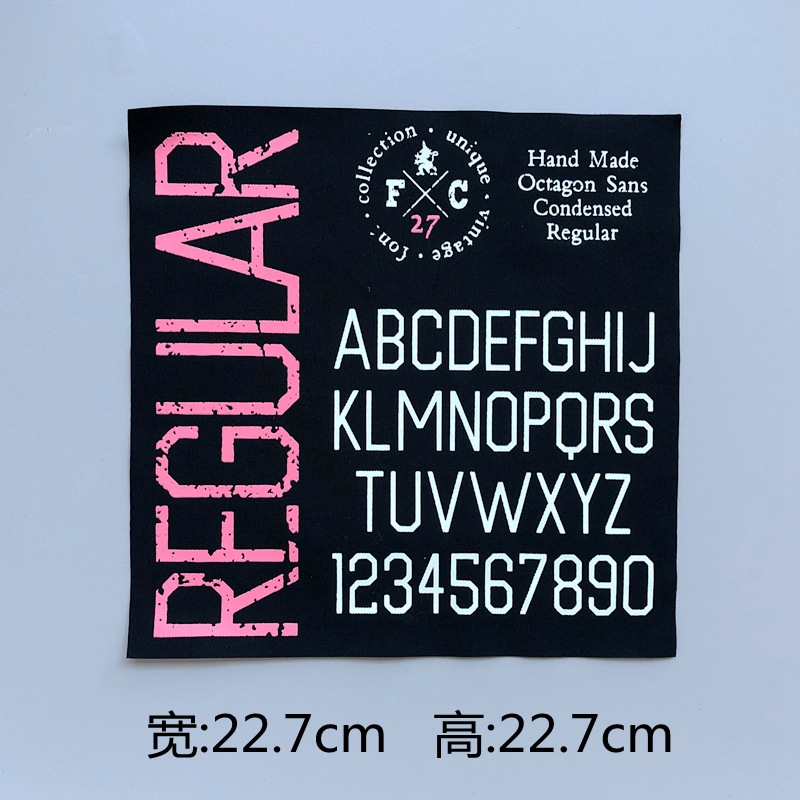 REGULAR
collection · unique · vintage · font ·
F C
27
Hand Made
Octagon Sans
Condensed
Regular
ABCDEFGHIJ
KLMNOPQRS
TUVWXYZ
1234567890
宽:22.7cm 高:22.7cm